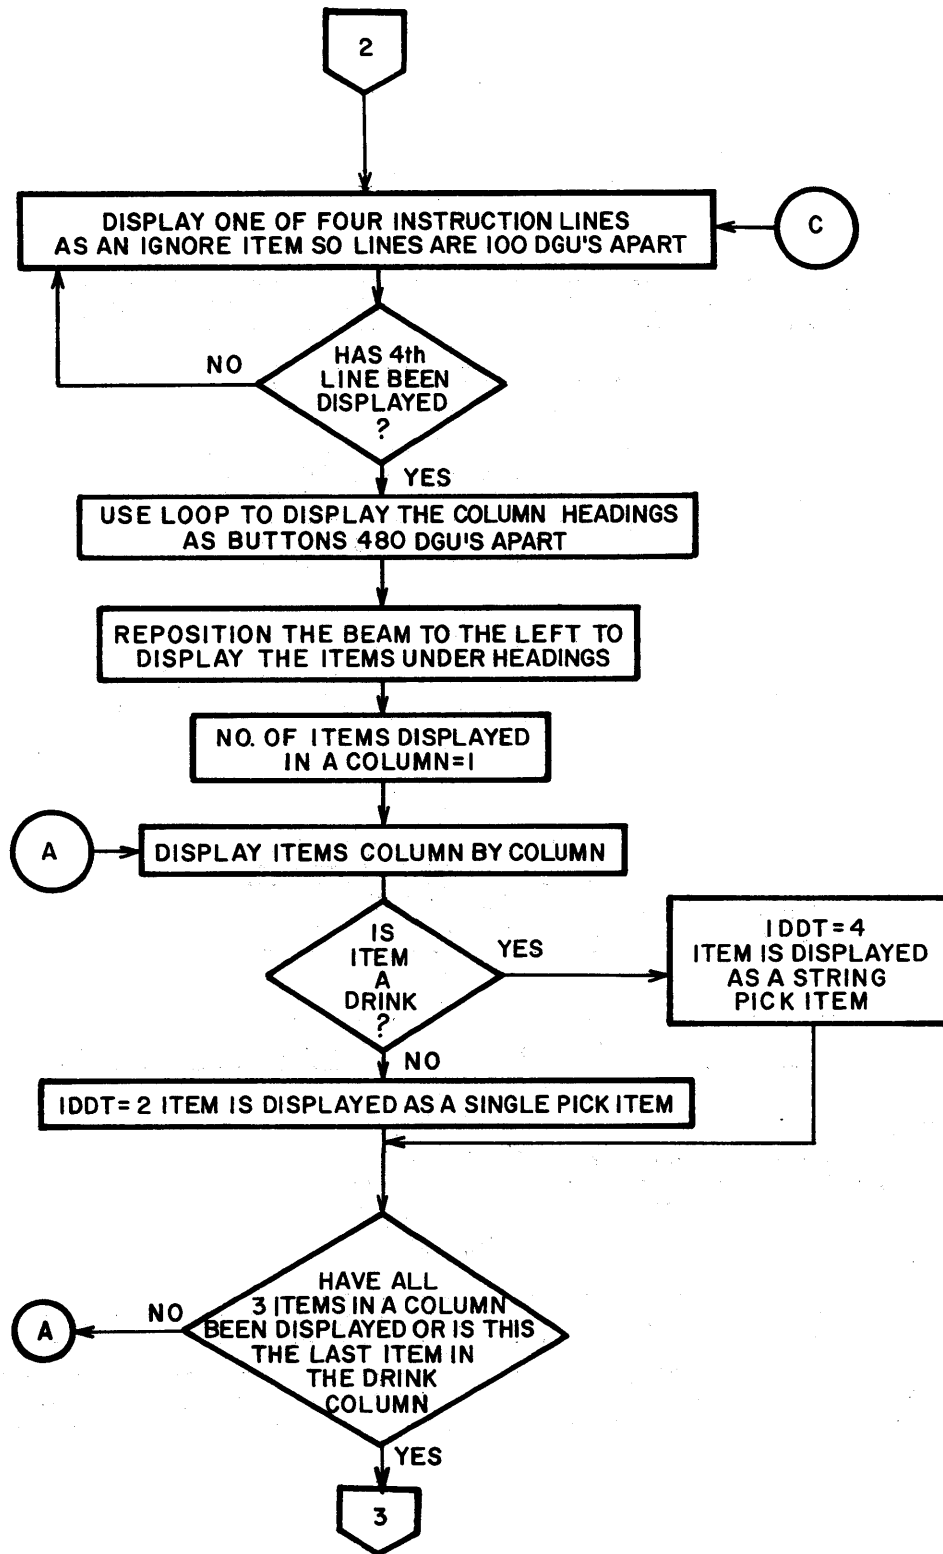 2
DISPLAY ONE OF FOUR INSTRUCTION LINES
AS AN IGNORE ITEM SO LINES ARE 100 DGU'S APART
C
HAS 4th
LINE BEEN
DISPLAYED
?
NO
YES
USE LOOP TO DISPLAY THE COLUMN HEADINGS
AS BUTTONS 480 DGU'S APART
REPOSITION THE BEAM TO THE LEFT TO
DISPLAY THE ITEMS UNDER HEADINGS
NO. OF ITEMS DISPLAYED
IN A COLUMN=1
A
DISPLAY ITEMS COLUMN BY COLUMN
IS
ITEM
A
DRINK
?
YES
IDDT=4
ITEM IS DISPLAYED
AS A STRING
PICK ITEM
NO
IDDT=2 ITEM IS DISPLAYED AS A SINGLE PICK ITEM
HAVE ALL
3 ITEMS IN A COLUMN
BEEN DISPLAYED OR IS THIS
THE LAST ITEM IN
THE DRINK
COLUMN
NO
A
YES
3